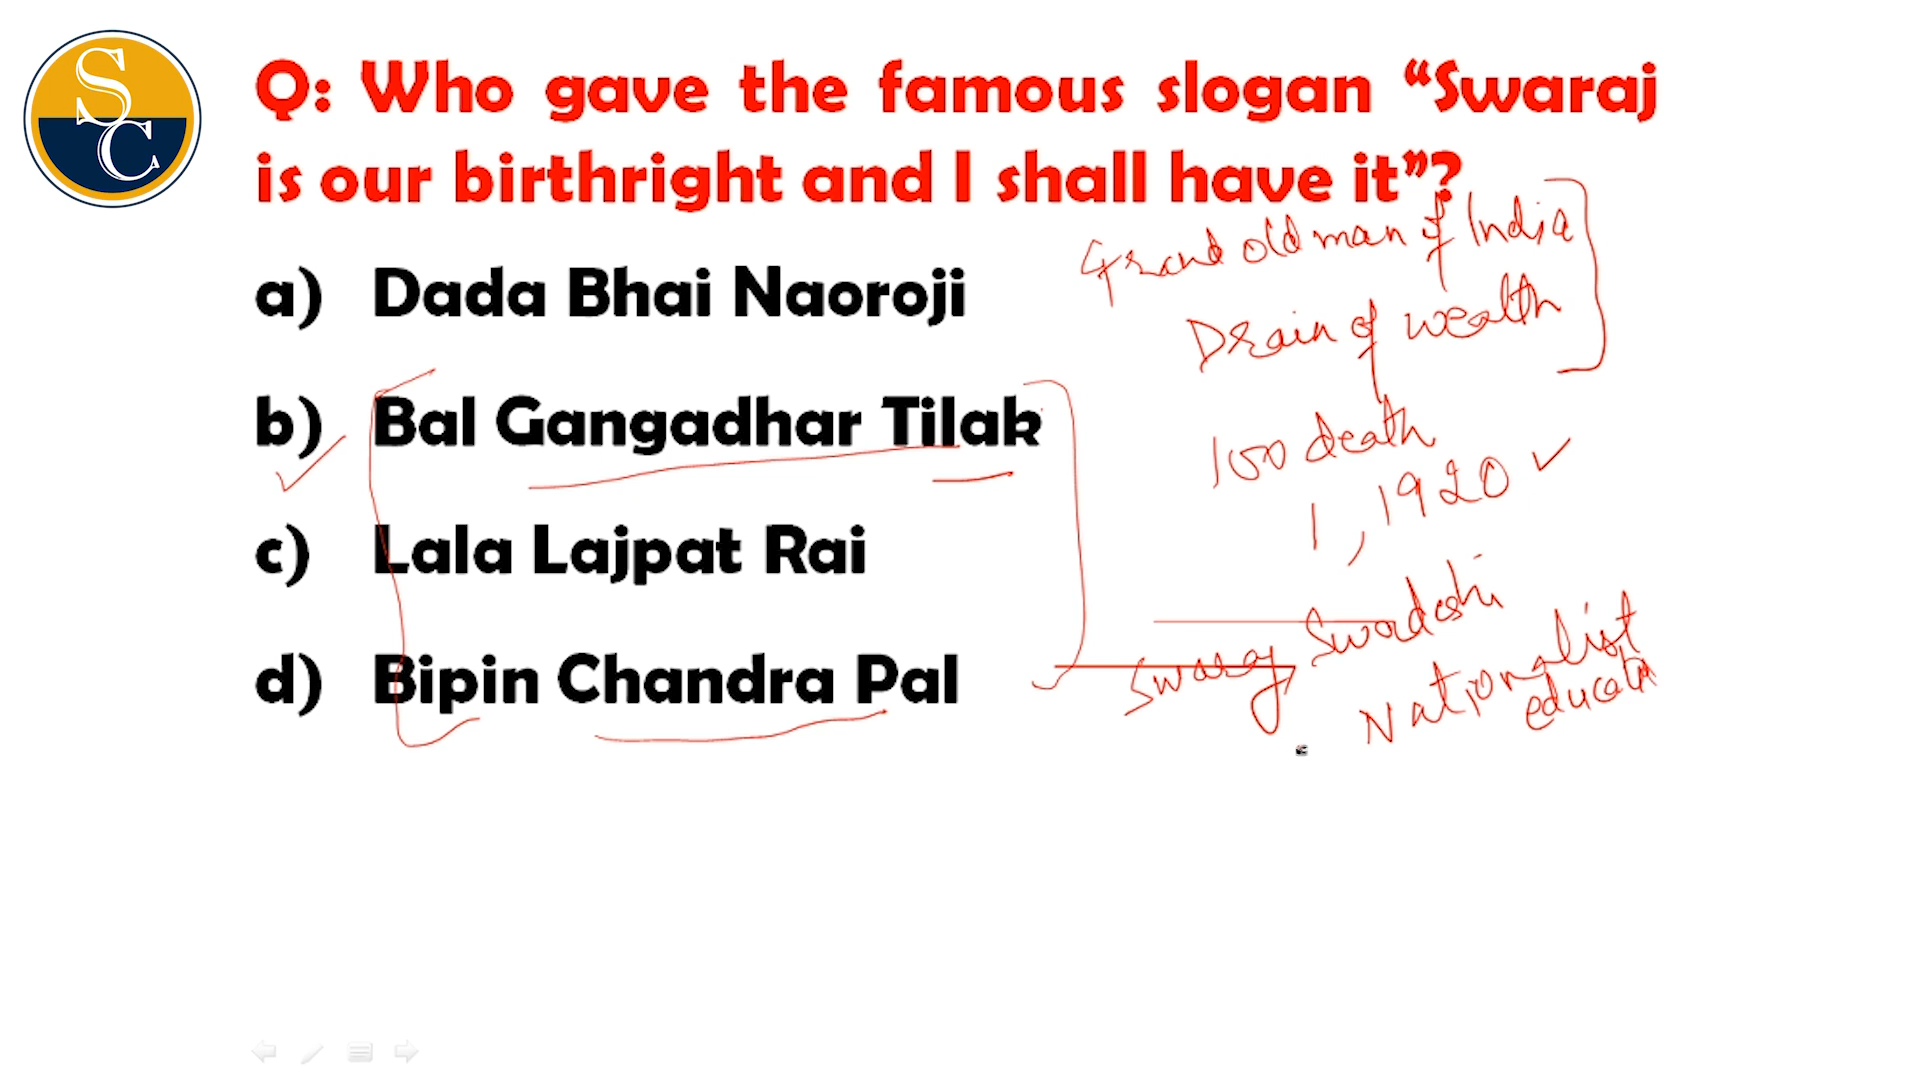 SC
Q: Who gave the famous slogan “Swaraj
is our birthright and I shall have it”?
Grand old man of India
a) Dada Bhai Naoroji
Drain of wealth
b) Bal Gangadhar Tilak
100 death
1, 1920
c) Lala Lajpat Rai
Swadeshi
d) Bipin Chandra Pal
Swaraj
Nationalist